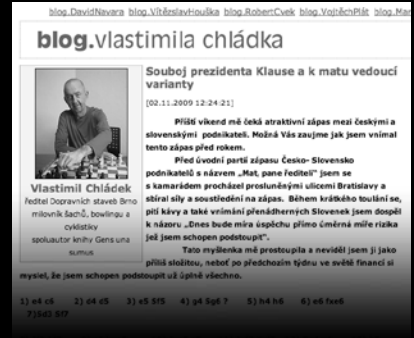 blog.DavidNavara blog.VítězslavHouška blog.RobertCvek blog.VojtěchPlát blog.Mar
blog.vlastimila chládka
Souboj prezidenta Klause a k matu vedoucí
varianty
[02.11.2009 12:24:21]
Příští víkend mě čeká atraktivní zápas mezi českými a
slovenskými podnikateli. Možná Vás zaujme jak jsem vnímal
tento zápas před rokem.
Před úvodní partií zápasu Česko- Slovensko
podnikatelů s názvem „Mat, pane řediteli" jsem se
s kamarádem procházel prosluněnými ulicemi Bratislavy a
sbíral síly a soustředění na zápas. Během krátkého toulání se,
pití kávy a také vnímání přenádherných Slovenek jsem dospěl
k názoru „Dnes bude míra úspěchu přímo úměrná míře rizika
jež jsem schopen podstoupit".
Tato myšlenka mě prostoupila a neviděl jsem ji jako
příliš složitou, neboť po předchozím týdnu ve světě financí si
myslel, že jsem schopen podstoupit už úplně všechno.
1) e4 c6 2) d4 d5 3) e5 Sf5 4) g4 Sg6 ? 5) h4 h6 6) e6 fxe6
7)Sd3 Sf7
Vlastimil Chládek
ředitel Dopravních staveb Brno
milovník šachů, bowlingu a
cyklistiky
spoluautor knihy Gens una
sumus